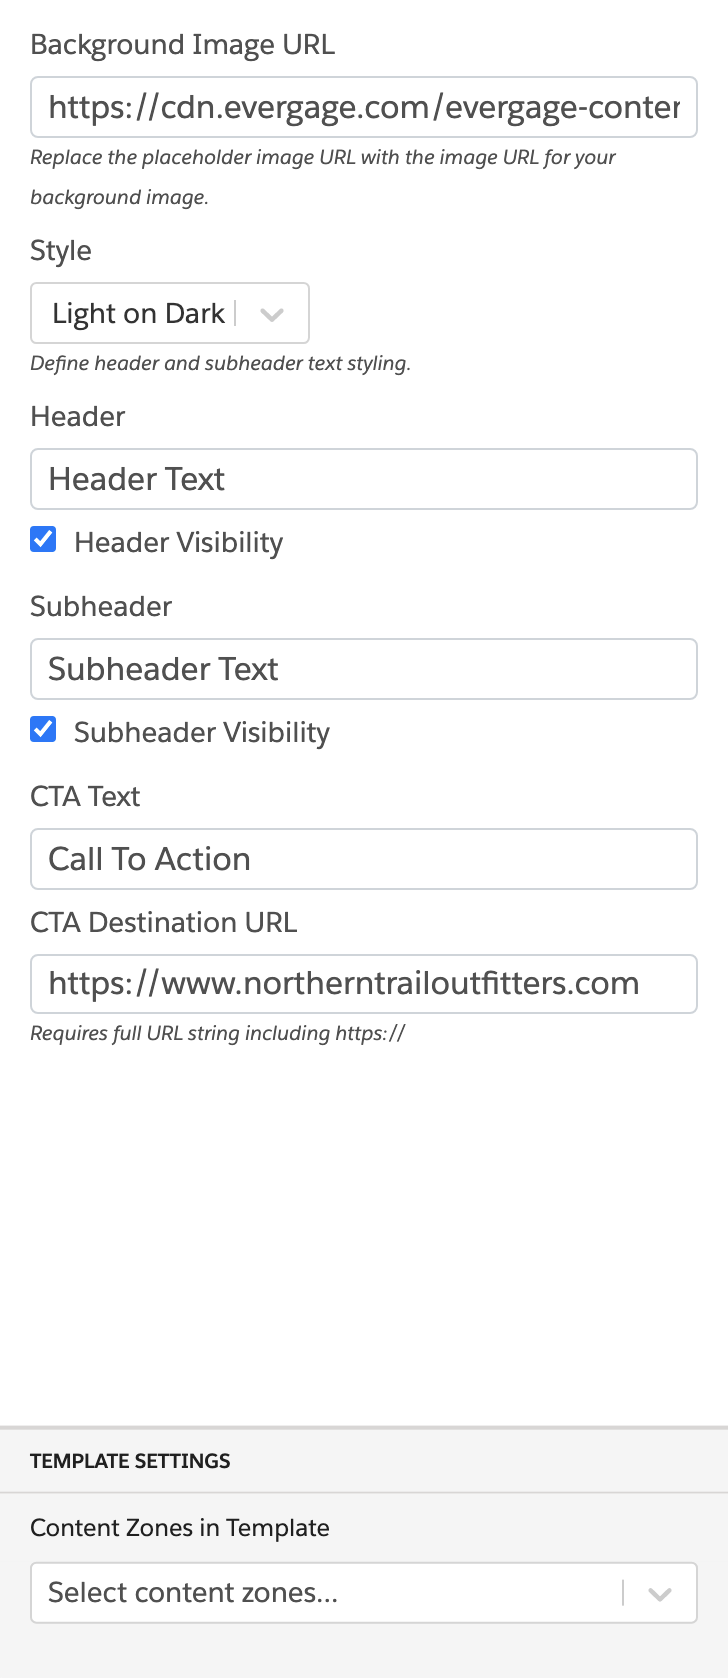 Background Image URL
https://cdn.evergage.com/evergage-conter
Replace the placeholder image URL with the image URL for your
background image.
Style
Light on Dark
Define header and subheader text styling.
Header
Header Text
Header Visibility
Subheader
Subheader Text
Subheader Visibility
CTA Text
Call To Action
CTA Destination URL
https://www.northerntrailoutfitters.com
Requires full URL string including https://
TEMPLATE SETTINGS
Content Zones in Template
Select content zones...